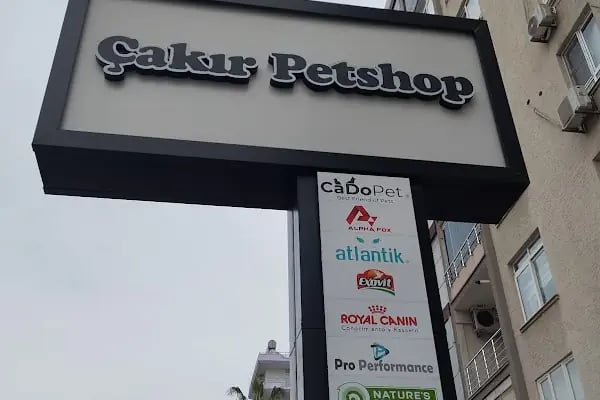 Çakır Petshop
CaDoPet
Best Friend of Pets
ALPHA FOX
atlantik
Exovit
ROYAL CANIN
Pro Performance
NATURE'S